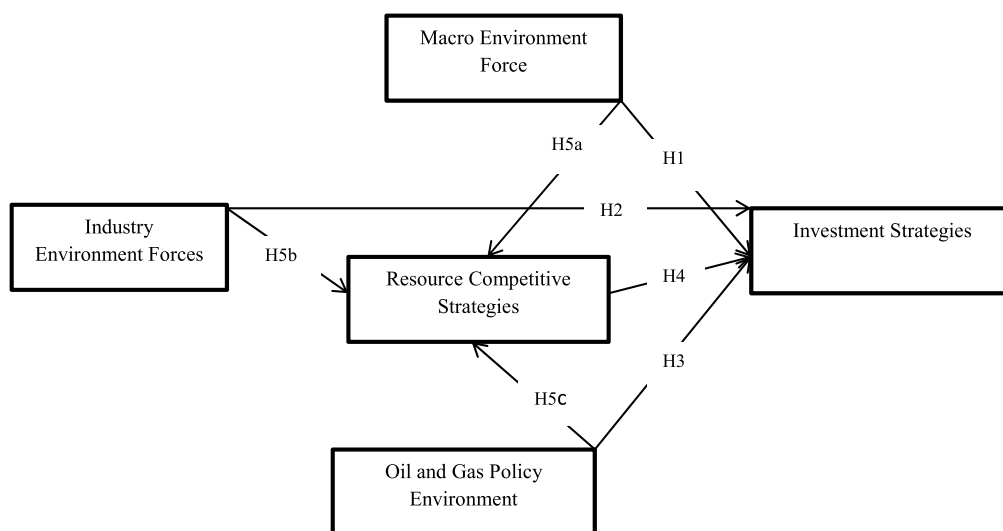 Macro Environment
Force
H5a
H1
Industry
Environment Forces
H2
Investment Strategies
H5b
Resource Competitive
Strategies
H4
H3
H5c
Oil and Gas Policy
Environment